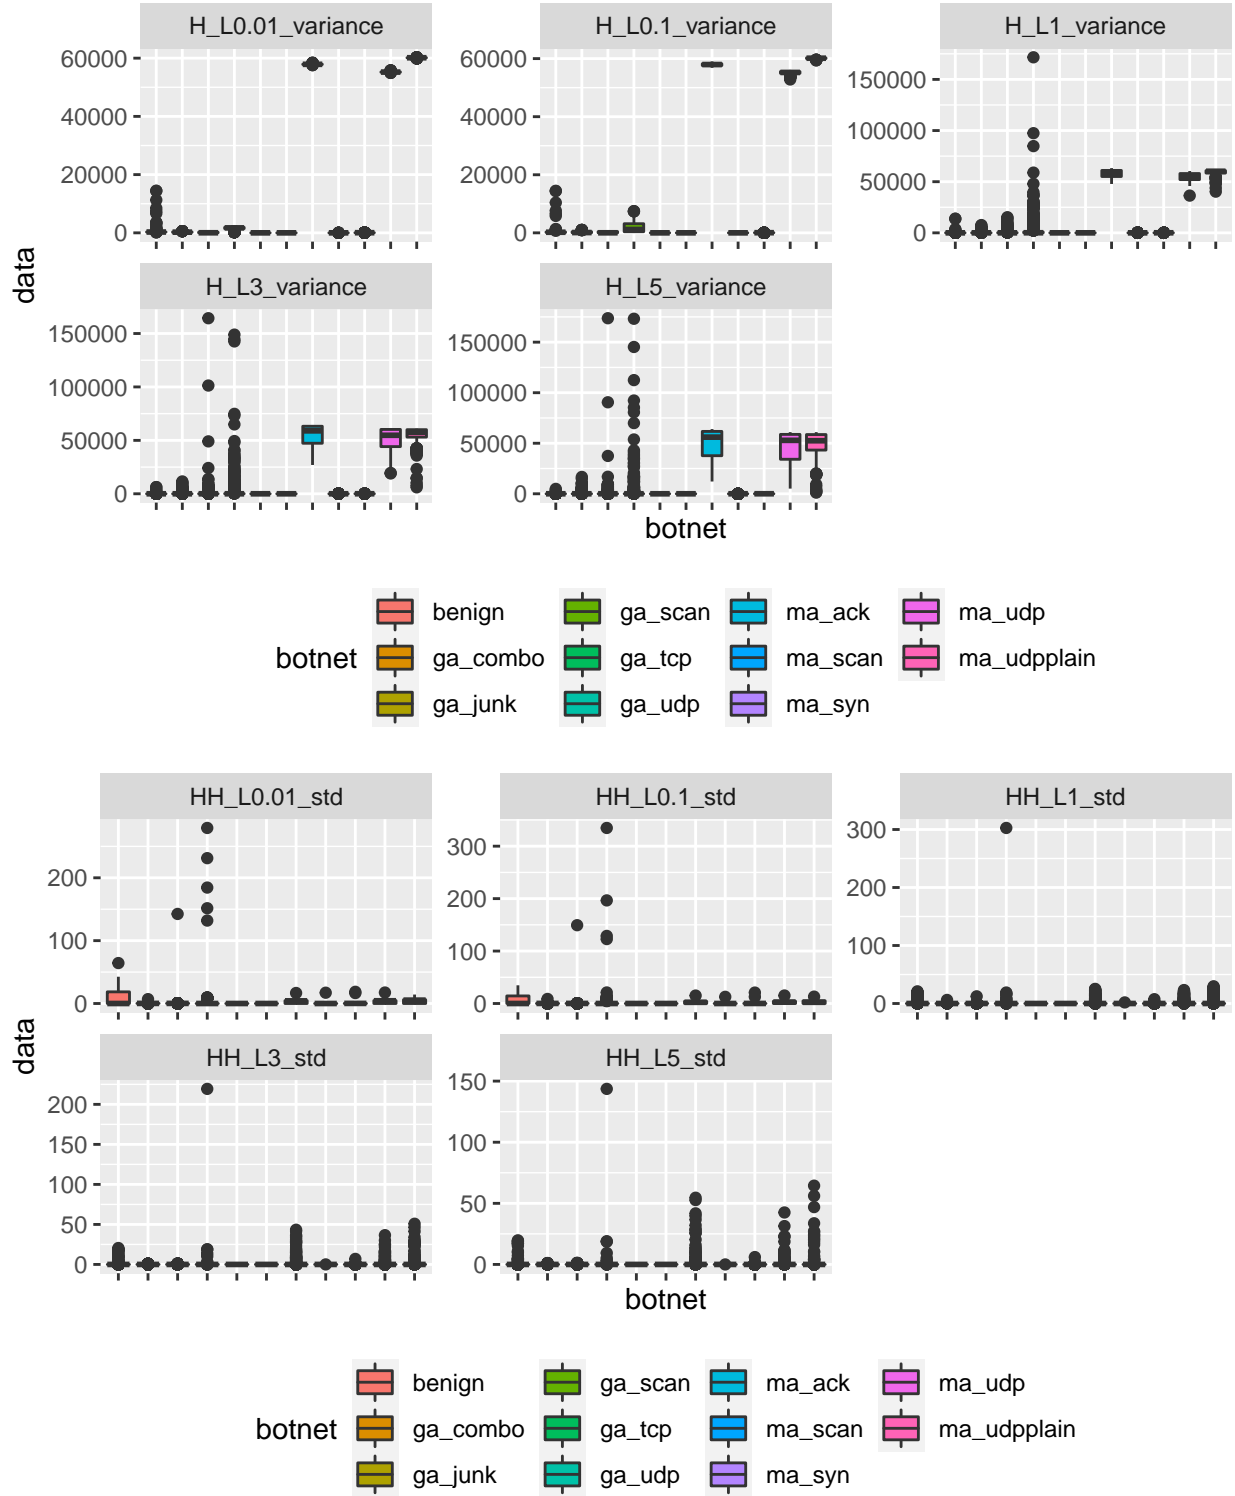 H_L0.01_variance H_L0.1_variance H_L1_variance
60000
40000
20000
0
60000
40000
20000
0
150000
100000
50000
0
data
H_L3_variance H_L5_variance
150000
100000
50000
0
150000
100000
50000
0
botnet
botnet
benign ga_scan ma_ack ma_udp
ga_combo ga_tcp ma_scan ma_udpplain
ga_junk ga_udp ma_syn
HH_L0.01_std HH_L0.1_std HH_L1_std
200
100
0
300
200
100
0
300
200
100
0
data
HH_L3_std HH_L5_std
200
150
100
50
0
150
100
50
0
botnet
botnet
benign ga_scan ma_ack ma_udp
ga_combo ga_tcp ma_scan ma_udpplain
ga_junk ga_udp ma_syn